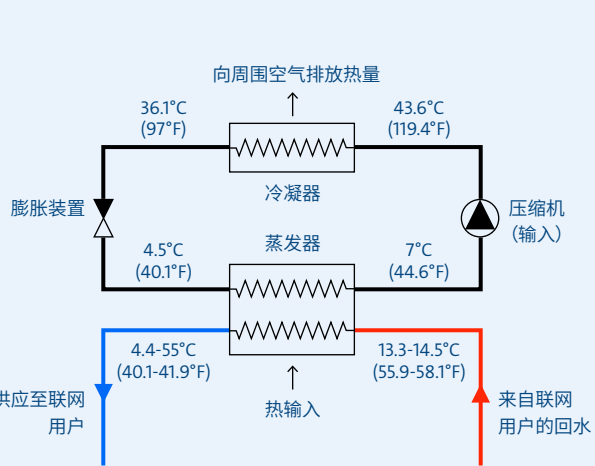 向周围空气排放热量
36.1°C
(97°F)
43.6°C
(119.4°F)
冷凝器
膨胀装置
压缩机
（输入）
蒸发器
4.5°C
(40.1°F)
7°C
(44.6°F)
4.4-55°C
(40.1-41.9°F)
13.3-14.5°C
(55.9-58.1°F)
热输入
供应至联网
用户
来自联网
用户的回水